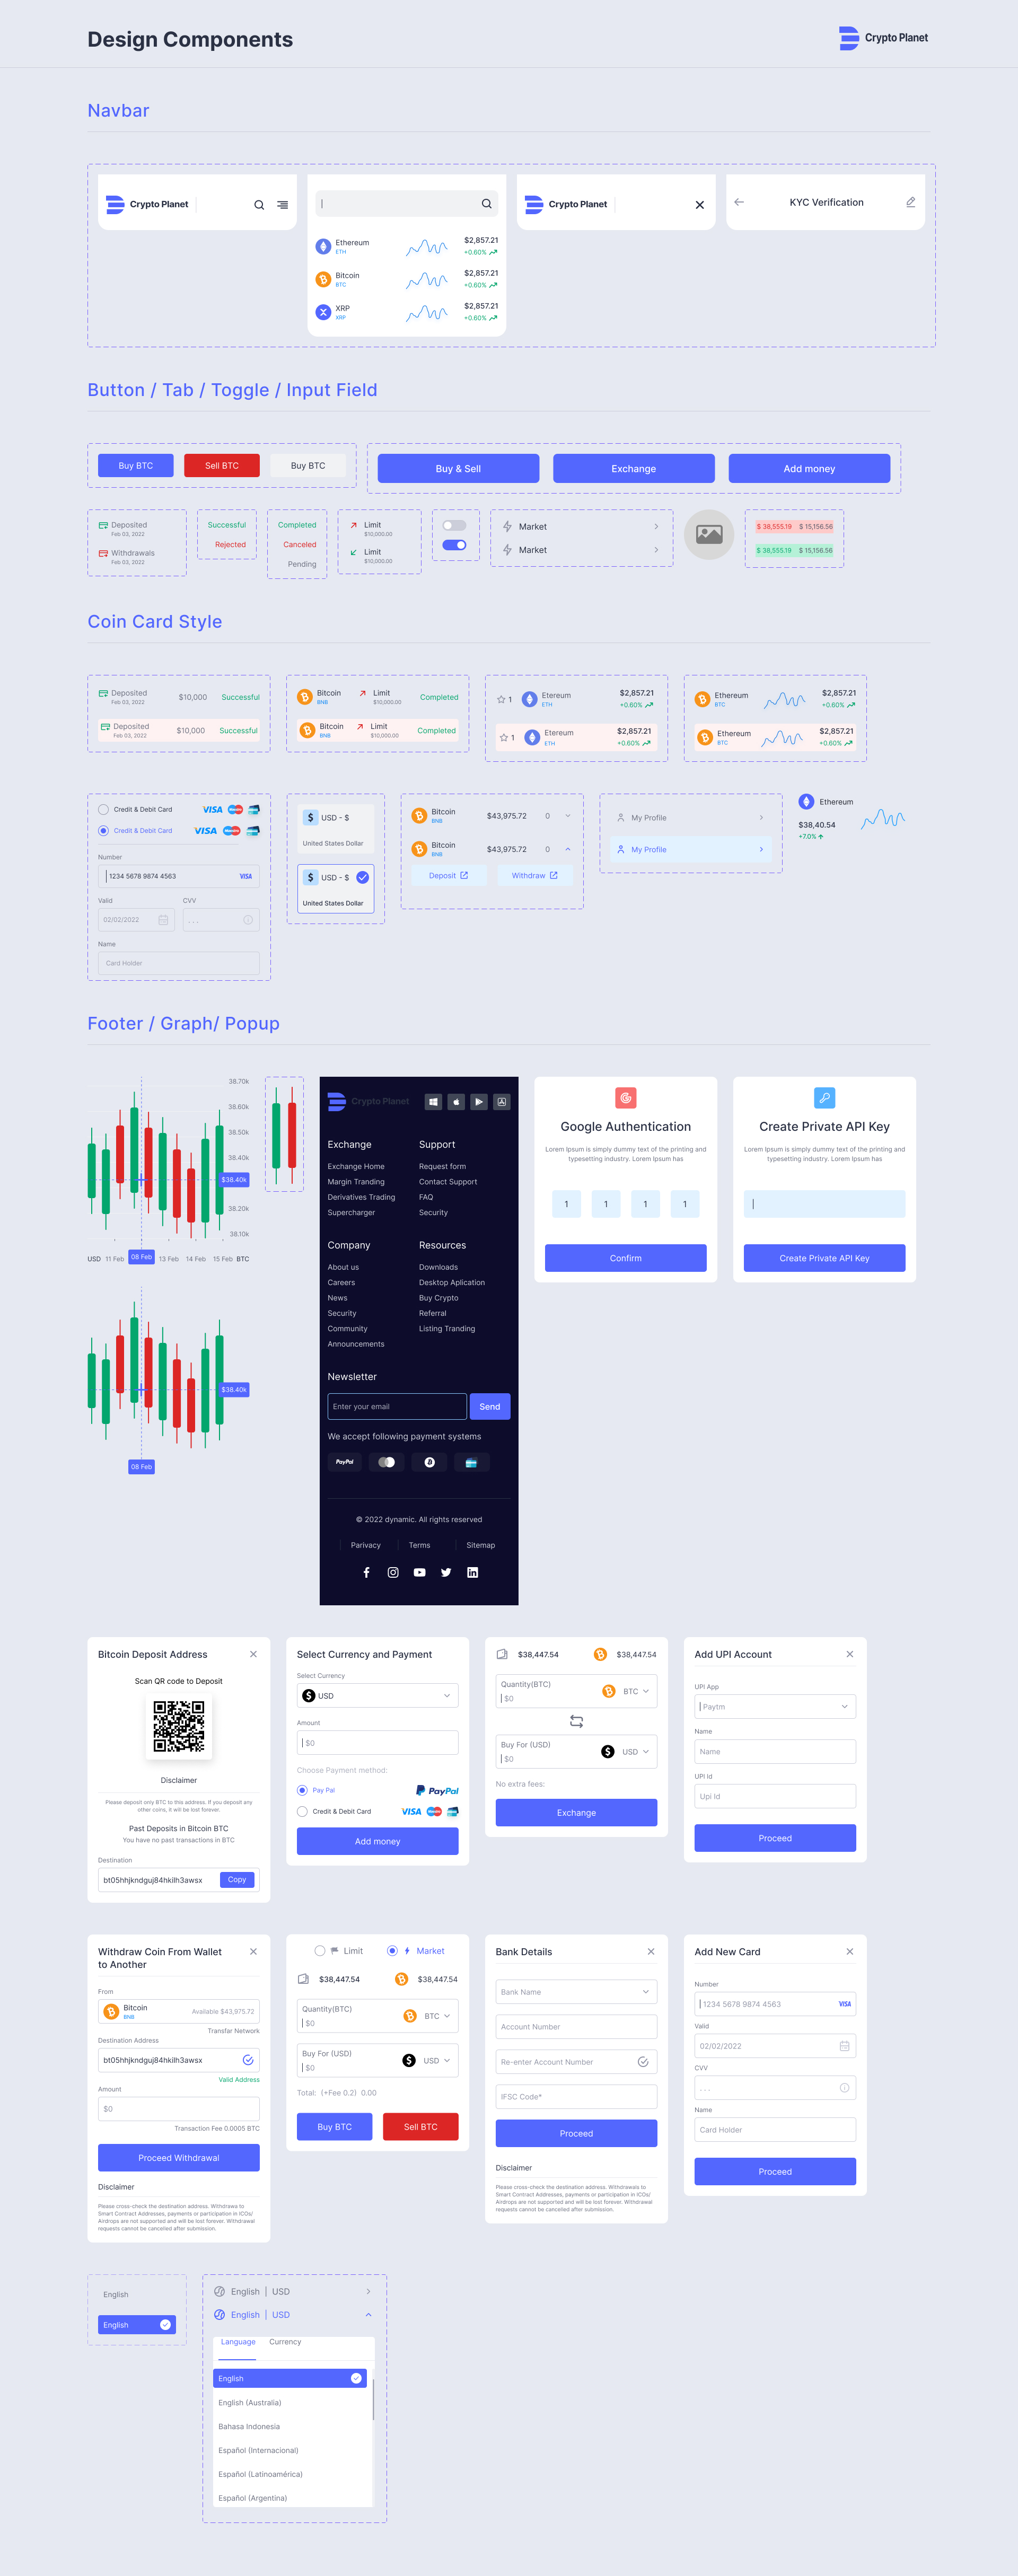 Design Components
Crypto Planet
Navbar
Crypto Planet
Ethereum
ETH
$2,857.21
+0.60%
Bitcoin
BTC
$2,857.21
+0.60%
XRP
XRP
$2,857.21
+0.60%
Crypto Planet
KYC Verification
Button / Tab / Toggle / Input Field
Buy BTC
Sell BTC
Buy BTC
Buy & Sell
Exchange
Add money
Deposited
Feb 03, 2022
Withdrawals
Feb 03, 2022
Successful
Rejected
Completed
Canceled
Pending
Limit
$10,000.00
Limit
$10,000.00
Market
Market
$ 38,555.19 $ 15,156.56
$ 38,555.19 $ 15,156.56
Coin Card Style
Deposited
Feb 03, 2022
$10,000
Successful
Deposited
Feb 03, 2022
$10,000
Successful
Bitcoin
BNB
Limit
$10,000.00
Completed
Bitcoin
BNB
Limit
$10,000.00
Completed
1
Etereum
ETH
$2,857.21
+0.60%
1
Etereum
ETH
$2,857.21
+0.60%
Ethereum
BTC
$2,857.21
+0.60%
Ethereum
BTC
$2,857.21
+0.60%
Credit & Debit Card
VISA
Credit & Debit Card
VISA
Number
1234 5678 9874 4563
VISA
Valid
CVV
02/02/2022
. . .
Name
Card Holder
$ USD - $
United States Dollar
$ USD - $
United States Dollar
Bitcoin
BNB
$43,975.72
0
Bitcoin
BNB
$43,975.72
0
Deposit
Withdraw
My Profile
My Profile
Ethereum
$38,40.54
+7.0%
Footer / Graph/ Popup
38.70k
38.60k
38.50k
38.40k
$38.40k
38.20k
38.10k
USD 11 Feb 08 Feb 13 Feb 14 Feb 15 Feb BTC
$38.40k
08 Feb
Crypto Planet
Exchange
Exchange Home
Margin Tranding
Derivatives Trading
Supercharger
Support
Request form
Contact Support
FAQ
Security
Company
About us
Careers
News
Security
Community
Announcements
Resources
Downloads
Desktop Aplication
Buy Crypto
Referral
Listing Tranding
Newsletter
Enter your email
Send
We accept following payment systems
PayPal
© 2022 dynamic. All rights reserved
Parivacy
Terms
Sitemap
Google Authentication
Lorem Ipsum is simply dummy text of the printing and
typesetting industry. Lorem Ipsum has
1 1 1 1
Confirm
Create Private API Key
Lorem Ipsum is simply dummy text of the printing and
typesetting industry. Lorem Ipsum has
Create Private API Key
Bitcoin Deposit Address
Scan QR code to Deposit
Disclaimer
Please deposit only BTC to this address. If you deposit any
other coins, it will be lost forever.
Past Deposits in Bitcoin BTC
You have no past transactions in BTC
Destination
bt05hhjkndguj84hkilh3awsx
Copy
Select Currency and Payment
Select Currency
USD
Amount
$0
Choose Payment method:
Pay Pal
PayPal
Credit & Debit Card
VISA
Add money
$38,447.54
$38,447.54
Quantity(BTC)
$0
BTC
Buy For (USD)
$0
USD
No extra fees:
Exchange
Add UPI Account
UPI App
Paytm
Name
Name
UPI Id
Upi Id
Proceed
Withdraw Coin From Wallet
to Another
From
Bitcoin
BNB
Available $43,975.72
Transfar Network
Destination Address
bt05hhjkndguj84hkilh3awsx
Valid Address
Amount
$0
Transaction Fee 0.0005 BTC
Proceed Withdrawal
Disclaimer
Please cross-check the destination address. Withdrawa to
Smart Contract Addresses, payments or participation in ICOs/
Airdrops are not supported and will be lost forever. Withdrawal
requests cannot be cancelled after submission.
Limit
Market
$38,447.54
$38,447.54
Quantity(BTC)
$0
BTC
Buy For (USD)
$0
USD
Total: (+Fee 0.2) 0.00
Buy BTC
Sell BTC
Bank Details
Bank Name
Account Number
Re-enter Account Number
IFSC Code*
Proceed
Disclaimer
Please cross-check the destination address. Withdrawals to
Smart Contract Addresses, payments or participation in ICOs/
Airdrops are not supported and will be lost forever. Withdrawal
requests cannot be cancelled after submission.
Add New Card
Number
1234 5678 9874 4563
VISA
Valid
02/02/2022
CVV
. . .
Name
Card Holder
Proceed
English
English
English | USD
English | USD
Language
Currency
English
English (Australia)
Bahasa Indonesia
Español (Internacional)
Español (Latinoamérica)
Español (Argentina)